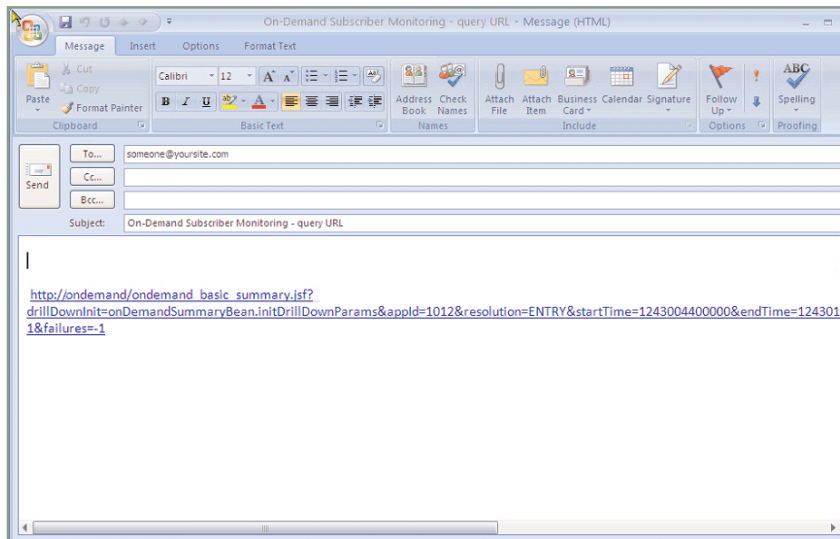 On-Demand Subscriber Monitoring - query URL - Message (HTML)
Message Insert Options Format Text
Cut
Copy
Format Painter
Paste
Clipboard
Calibri 12
B I U
Basic Text
Address Book
Check Names
Names
Attach File
Attach Item
Business Card
Calendar
Signature
Include
Follow Up
Options
ABC
Spelling
Proofing
Send
To... someone@yoursite.com
Cc...
Bcc...
Subject: On-Demand Subscriber Monitoring - query URL
http://ondemand/ondemand_basic_summary.jsf?
drillDownInit=onDemandSummaryBean.initDrillDownParams&appId=1012&resolution=ENTRY&startTime=1243004400000&endTime=124301
1&failures=-1